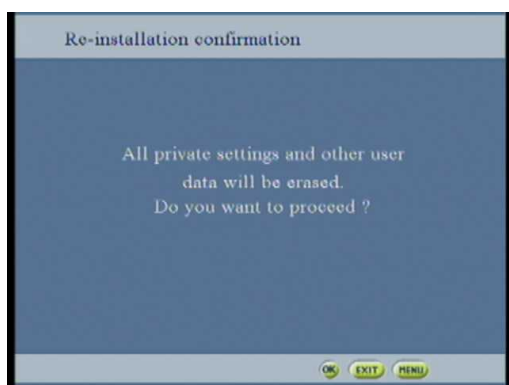 Re-installation confirmation
All private settings and other user
data will be erased.
Do you want to proceed ?
OK EXIT MENU